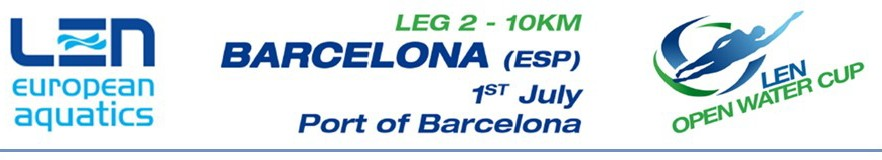 LEN
european
aquatics
LEG 2 - 10KM
BARCELONA (ESP)
1ST July
Port of Barcelona
LEN
OPEN WATER CUP